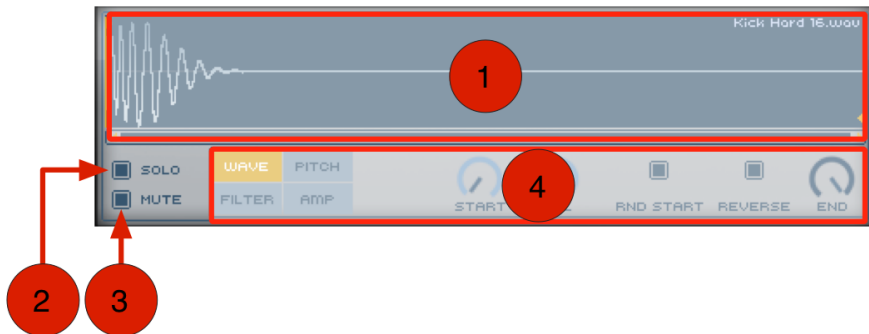 Kick Hard 16.wav
1
SOLO
WAVE PITCH
4
MUTE
FILTER AMP
START
RND START REVERSE END
2 3